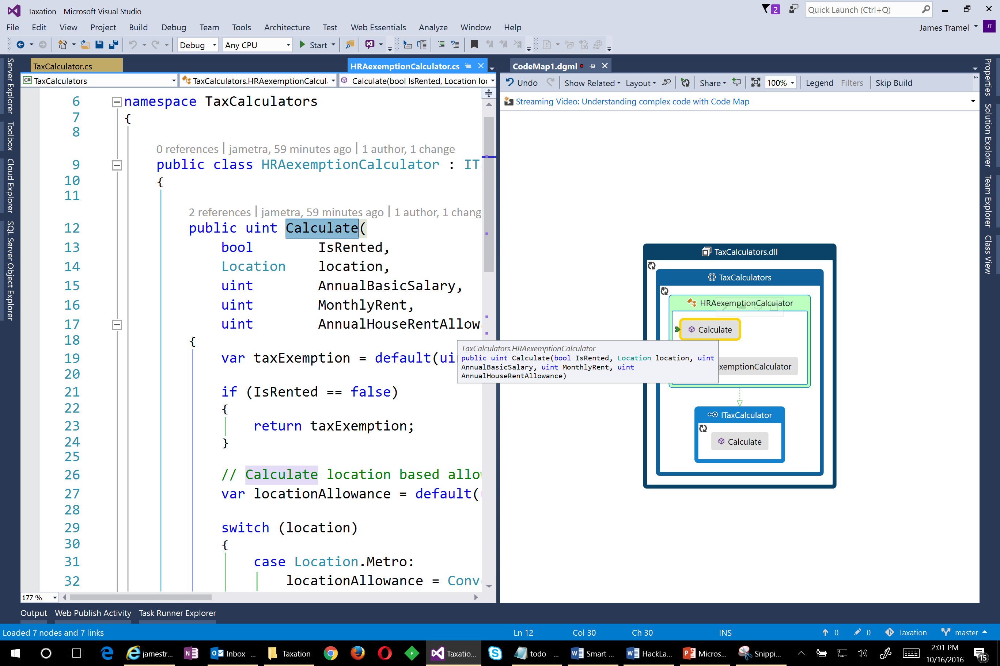 Taxation - Microsoft Visual Studio
2
Quick Launch (Ctrl+Q)
File Edit View Project Build Debug Team Tools Architecture Test Web Essentials Analyze Window Help
James Tramel JT
Debug Any CPU Start
Server Explorer
Toolbox
Cloud Explorer
SQL Server Object Explorer
TaxCalculator.cs
HRAexemptionCalculator.cs
C# TaxCalculators
TaxCalculators.HRAexemptionCalcul
Calculate(bool IsRented, Location loc
6 namespace TaxCalculators
7 {
8
0 references | jametra, 59 minutes ago | 1 author, 1 change
9 public class HRAexemptionCalculator : ITa
10 {
11
2 references | jametra, 59 minutes ago | 1 author, 1 chang
12 public uint Calculate(
13 bool IsRented,
14 Location location,
15 uint AnnualBasicSalary,
16 uint MonthlyRent,
17 uint AnnualHouseRentAllowa
18 {
19 var taxExemption = default(ui
20
21 if (IsRented == false)
22 {
23 return taxExemption;
24 }
25
26 // Calculate location based allow
27 var locationAllowance = default(u
28
29 switch (location)
30 {
31 case Location.Metro:
32 locationAllowance = Conve
177 %
CodeMap1.dgml
Undo Show Related Layout Share 100% Legend Filters Skip Build
Streaming Video: Understanding complex code with Code Map
TaxCalculators.dll
TaxCalculators
HRAexemptionCalculator
Calculate
TaxCalculators.HRAexemptionCalculator
public uint Calculate(bool IsRented, Location location, uint
AnnualBasicSalary, uint MonthlyRent, uint
AnnualHouseRentAllowance)
xemptionCalculator
ITaxCalculator
Calculate
Properties
Solution Explorer
Team Explorer
Class View
Output Web Publish Activity Task Runner Explorer
Loaded 7 nodes and 7 links Ln 12 Col 30 Ch 30 INS 0 0 Taxation master
jamestr... Inbox -... Taxation Taxatio... todo - ... Smart ... HackLa... Micros... Snippi...
2:01 PM
10/16/2016
15